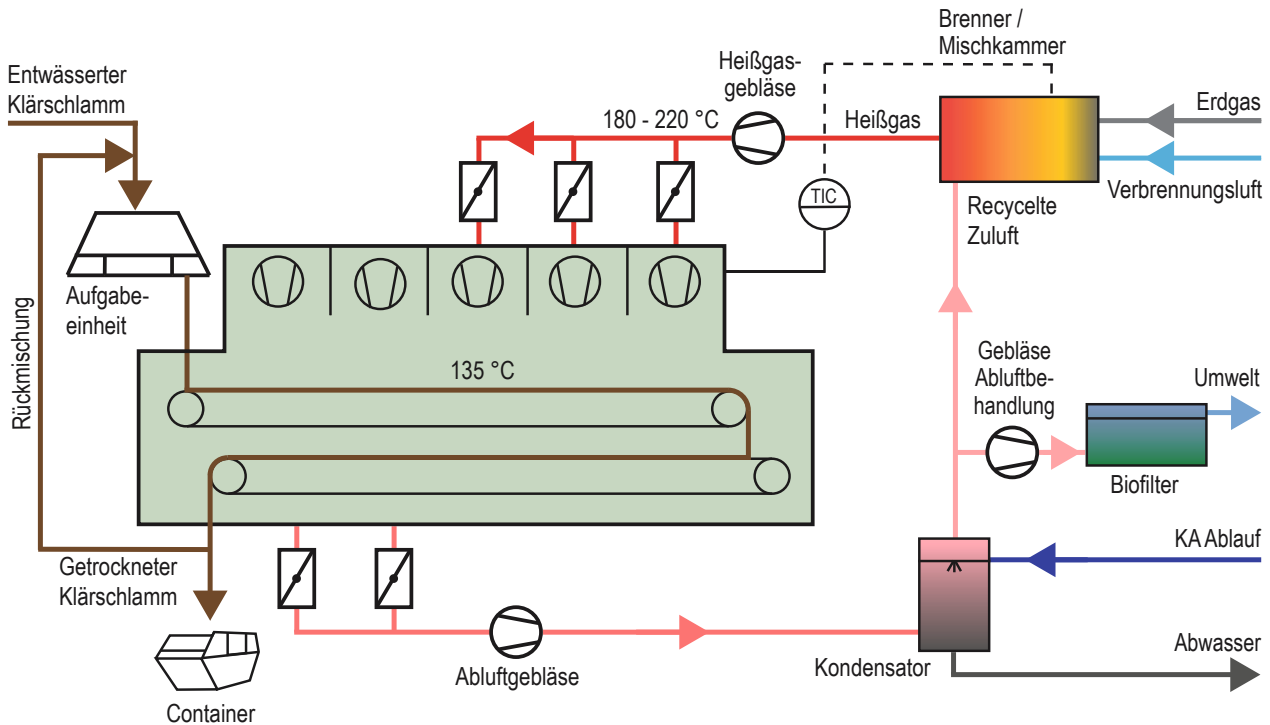 Brenner /
Mischkammer
Entwässerter
Klärschlamm
Heißgas-
gebläse
180 - 220 °C
Heißgas
Erdgas
Verbrennungsluft
TIC
Recycelte
Zuluft
Aufgabe-
einheit
Rückmischung
135 °C
Gebläse
Abluftbe-
handlung
Umwelt
Biofilter
KA Ablauf
Getrockneter
Klärschlamm
Abluftgebläse
Kondensator
Abwasser
Container